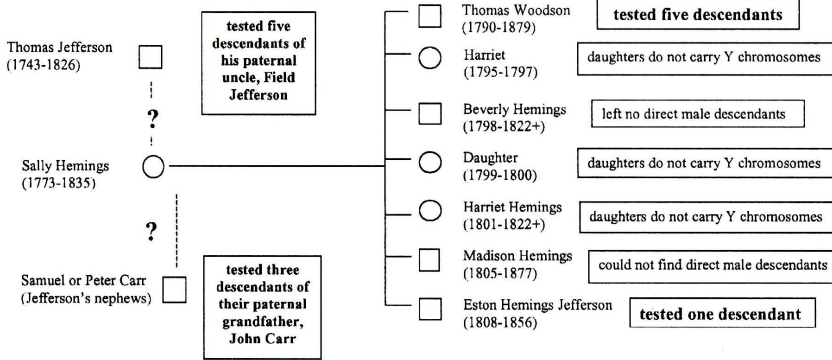 Thomas Jefferson
(1743-1826)
?
Sally Hemings
(1773-1835)
?
Samuel or Peter Carr
(Jefferson's nephews)
tested five
descendants of
his paternal
uncle, Field
Jefferson
tested three
descendants of
their paternal
grandfather,
John Carr
Thomas Woodson
(1790-1879)
tested five descendants
Harriet
(1795-1797)
daughters do not carry Y chromosomes
Beverly Hemings
(1798-1822+)
left no direct male descendants
Daughter
(1799-1800)
daughters do not carry Y chromosomes
Harriet Hemings
(1801-1822+)
daughters do not carry Y chromosomes
Madison Hemings
(1805-1877)
could not find direct male descendants
Eston Hemings Jefferson
(1808-1856)
tested one descendant